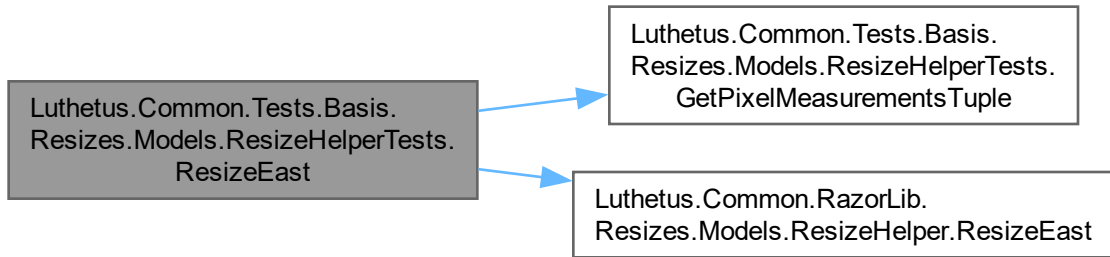 Luthetus.Common.Tests.Basis.
Resizes.Models.ResizeHelperTests.
ResizeEast
Luthetus.Common.Tests.Basis.
Resizes.Models.ResizeHelperTests.
GetPixelMeasurementsTuple
Luthetus.Common.RazorLib.
Resizes.Models.ResizeHelper.ResizeEast